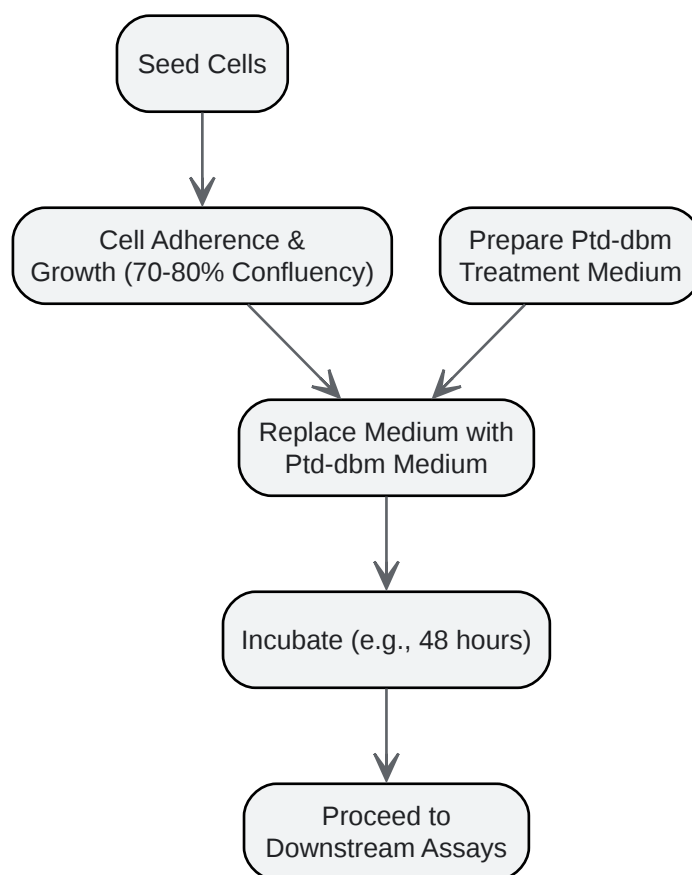 Seed Cells
Cell Adherence &
Growth (70-80% Confluency)
Prepare Ptd-dbm
Treatment Medium
Replace Medium with
Ptd-dbm Medium
Incubate (e.g., 48 hours)
Proceed to
Downstream Assays